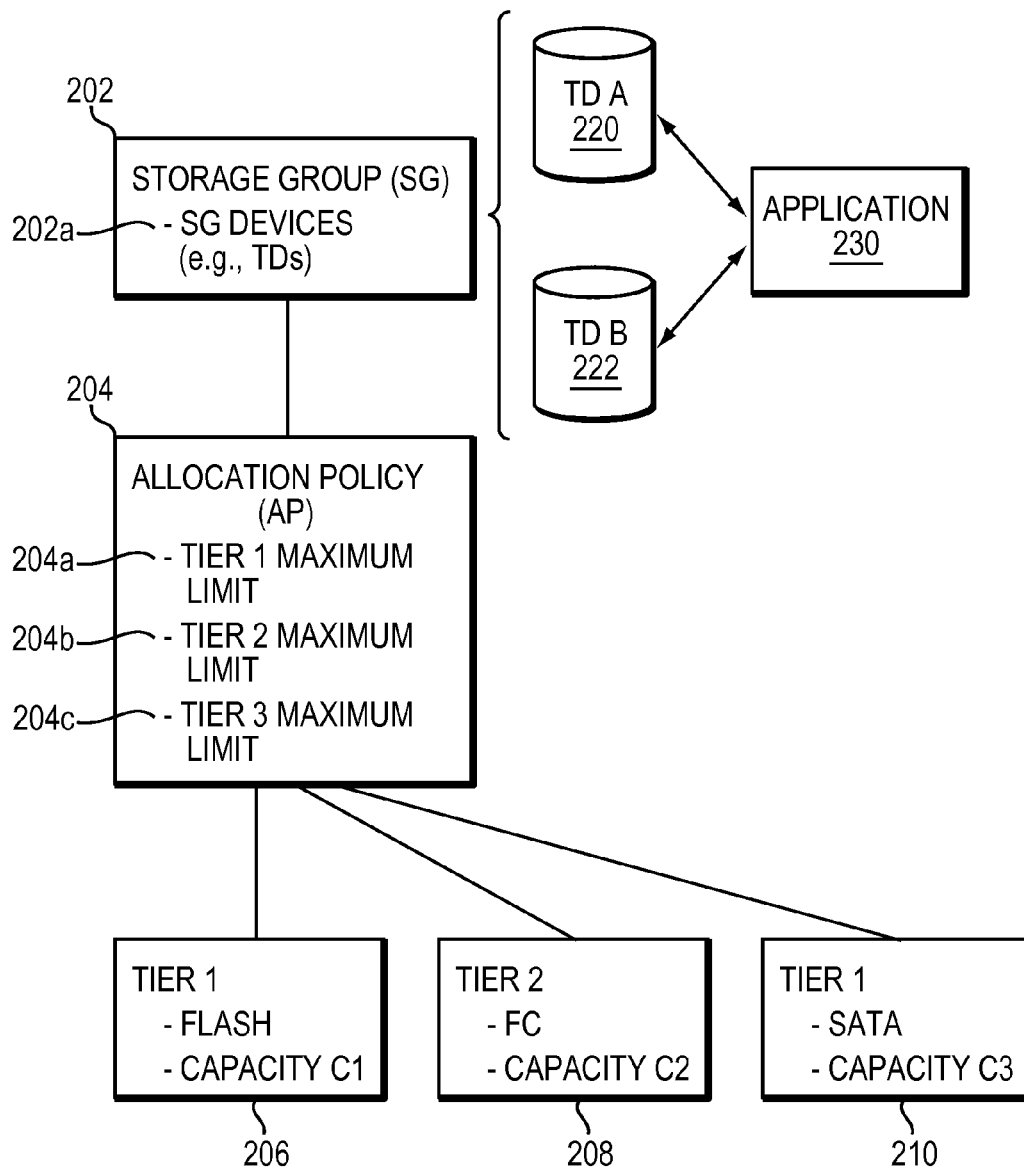 202
STORAGE GROUP (SG)
202a
- SG DEVICES
(e.g., TDs)
TD A
220
TD B
222
APPLICATION
230
204
ALLOCATION POLICY
(AP)
204a
- TIER 1 MAXIMUM
LIMIT
204b
- TIER 2 MAXIMUM
LIMIT
204c
- TIER 3 MAXIMUM
LIMIT
TIER 1
- FLASH
- CAPACITY C1
206
TIER 2
- FC
- CAPACITY C2
208
TIER 1
- SATA
- CAPACITY C3
210